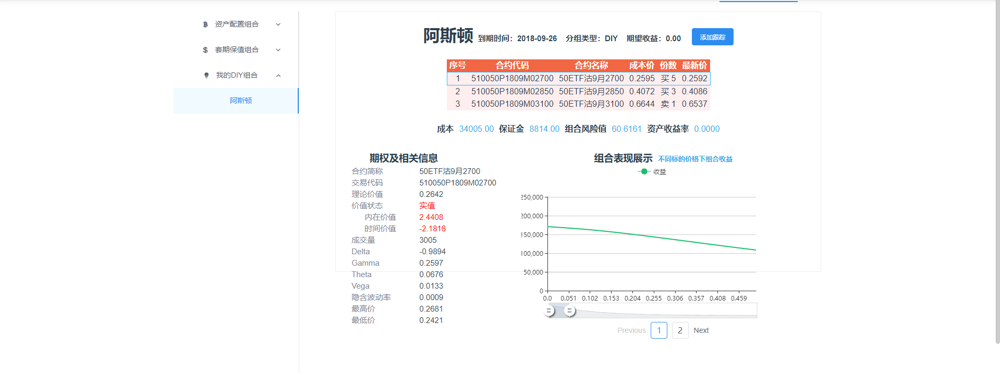 资产配置组合
套期保值组合
我的DIY组合
阿斯顿
阿斯顿 到期时间：2018-09-26 分组类型：DIY 期望收益：0.00 添加跟踪
序号 合约代码 合约名称 成本价 份数 最新价
1 510050P1809M02700 50ETF沽9月2700 0.2595 买 5 0.2592
2 510050P1809M02850 50ETF沽9月2850 0.4072 买 3 0.4086
3 510050P1809M03100 50ETF沽9月3100 0.6644 卖 1 0.6537
成本 34005.00 保证金 8814.00 组合风险值 60.6161 资产收益率 0.0000
期权及相关信息
合约简称 50ETF沽9月2700
交易代码 510050P1809M02700
理论价值 0.2642
价值状态 实值
内在价值 2.4408
时间价值 -2.1816
成交量 3005
Delta -0.9894
Gamma 0.2597
Theta 0.0676
Vega 0.0133
隐含波动率 0.0009
最高价 0.2681
最低价 0.2421
组合表现展示 不同标的价格下组合收益
收益
250,000
200,000
150,000
100,000
50,000
0
0.0 0.051 0.102 0.153 0.204 0.255 0.306 0.357 0.408 0.459
Previous 1 2 Next